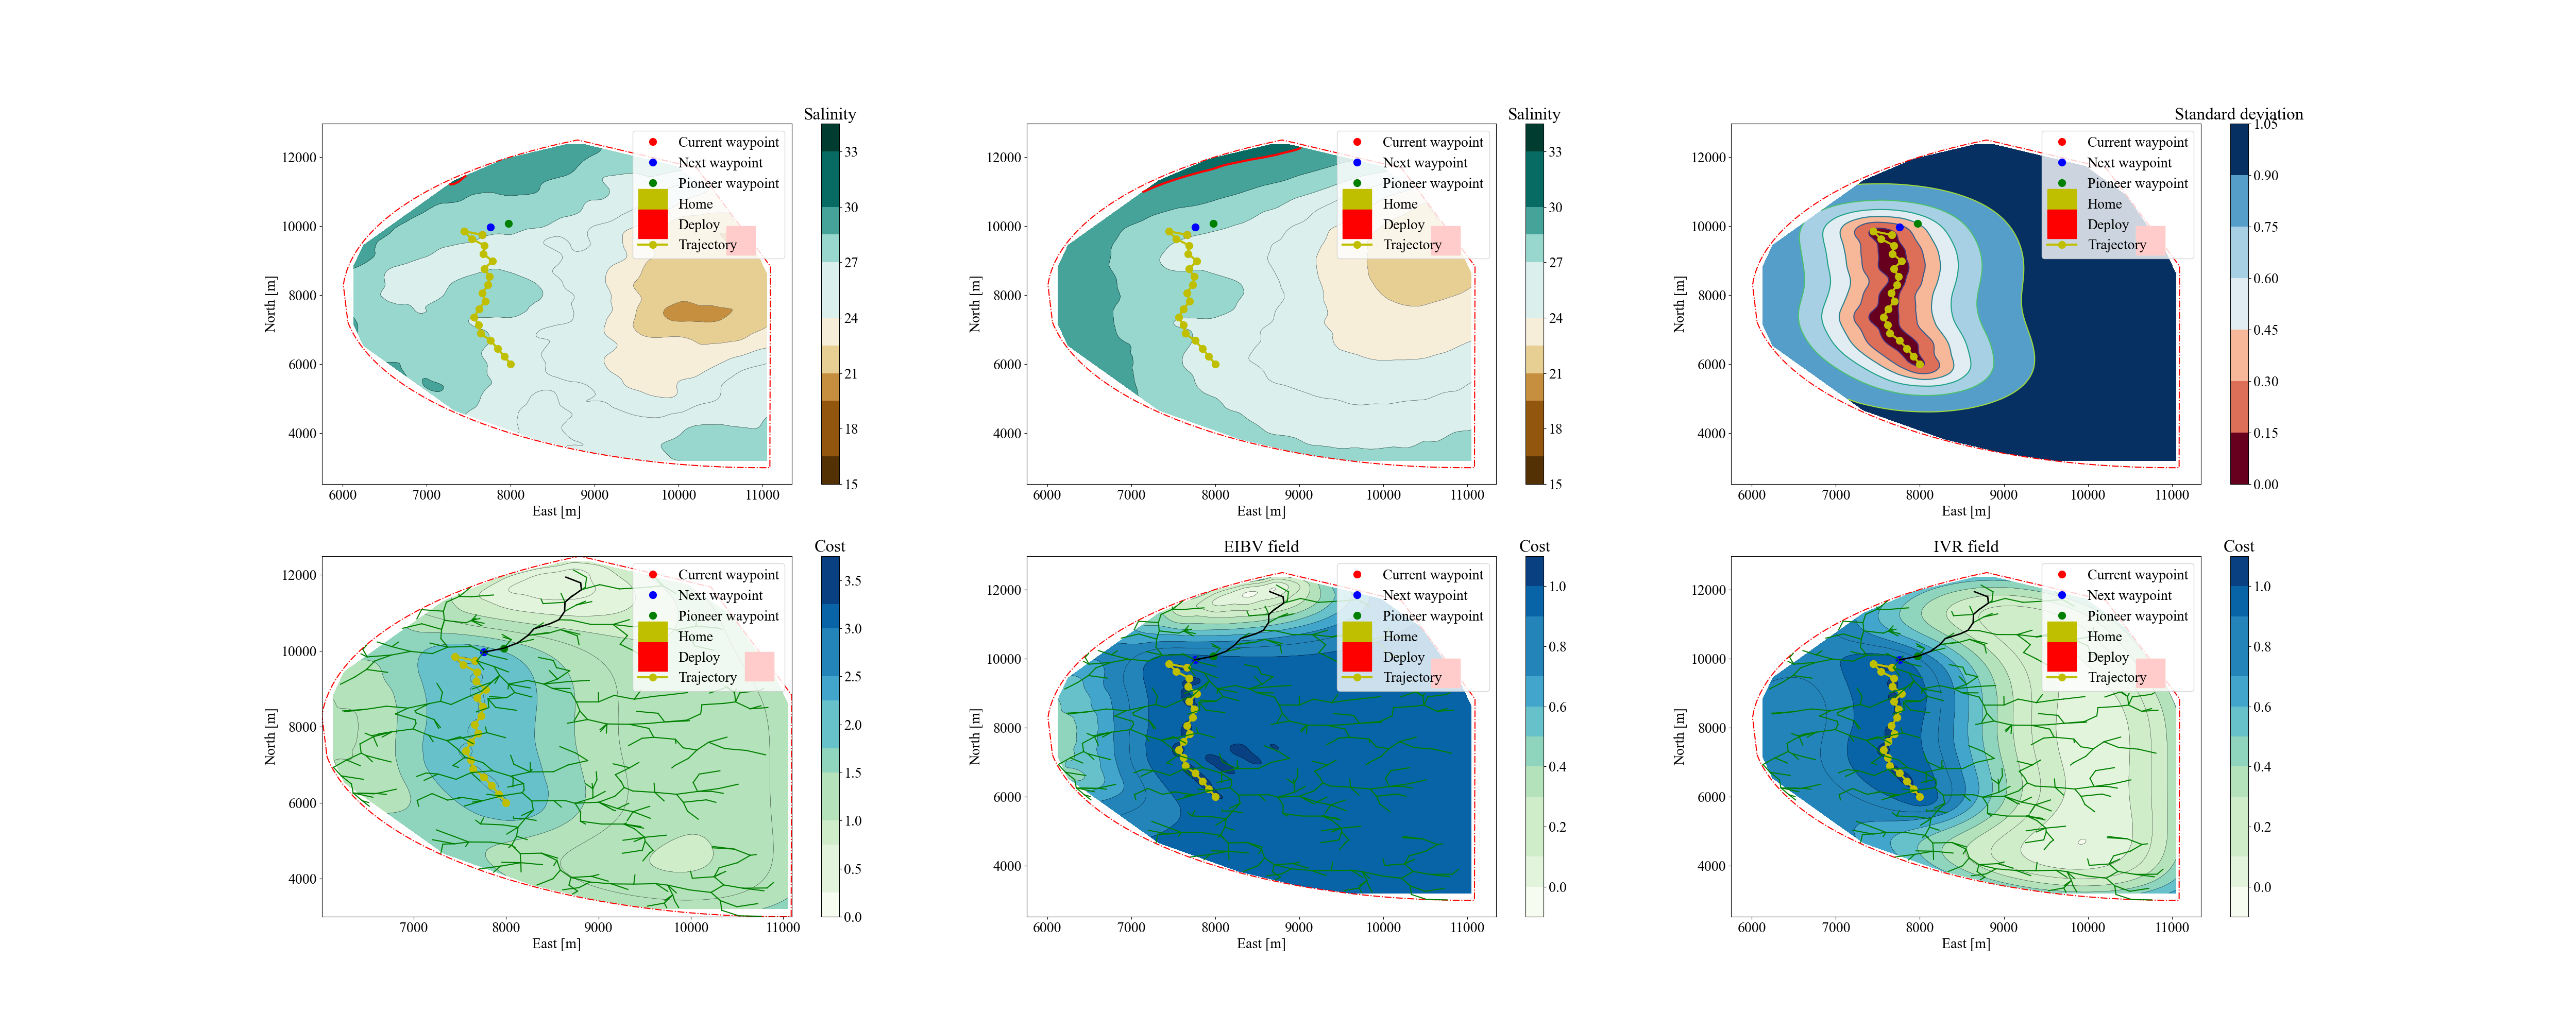 Salinity
Current waypoint
Next waypoint
Pioneer waypoint
Home
Deploy
Trajectory
12000
10000
8000
6000
4000
North [m]
6000 7000 8000 9000 10000 11000
East [m]
33
30
27
24
21
18
15
Salinity
Current waypoint
Next waypoint
Pioneer waypoint
Home
Deploy
Trajectory
12000
10000
8000
6000
4000
North [m]
6000 7000 8000 9000 10000 11000
East [m]
33
30
27
24
21
18
15
Standard deviation
Current waypoint
Next waypoint
Pioneer waypoint
Home
Deploy
Trajectory
12000
10000
8000
6000
4000
North [m]
6000 7000 8000 9000 10000 11000
East [m]
1.05
0.90
0.75
0.60
0.45
0.30
0.15
0.00
Cost
Current waypoint
Next waypoint
Pioneer waypoint
Home
Deploy
Trajectory
12000
10000
8000
6000
4000
North [m]
7000 8000 9000 10000 11000
East [m]
3.5
3.0
2.5
2.0
1.5
1.0
0.5
0.0
EIBV field
Cost
Current waypoint
Next waypoint
Pioneer waypoint
Home
Deploy
Trajectory
12000
10000
8000
6000
4000
North [m]
6000 7000 8000 9000 10000 11000
East [m]
1.0
0.8
0.6
0.4
0.2
0.0
IVR field
Cost
Current waypoint
Next waypoint
Pioneer waypoint
Home
Deploy
Trajectory
12000
10000
8000
6000
4000
North [m]
6000 7000 8000 9000 10000 11000
East [m]
1.0
0.8
0.6
0.4
0.2
0.0